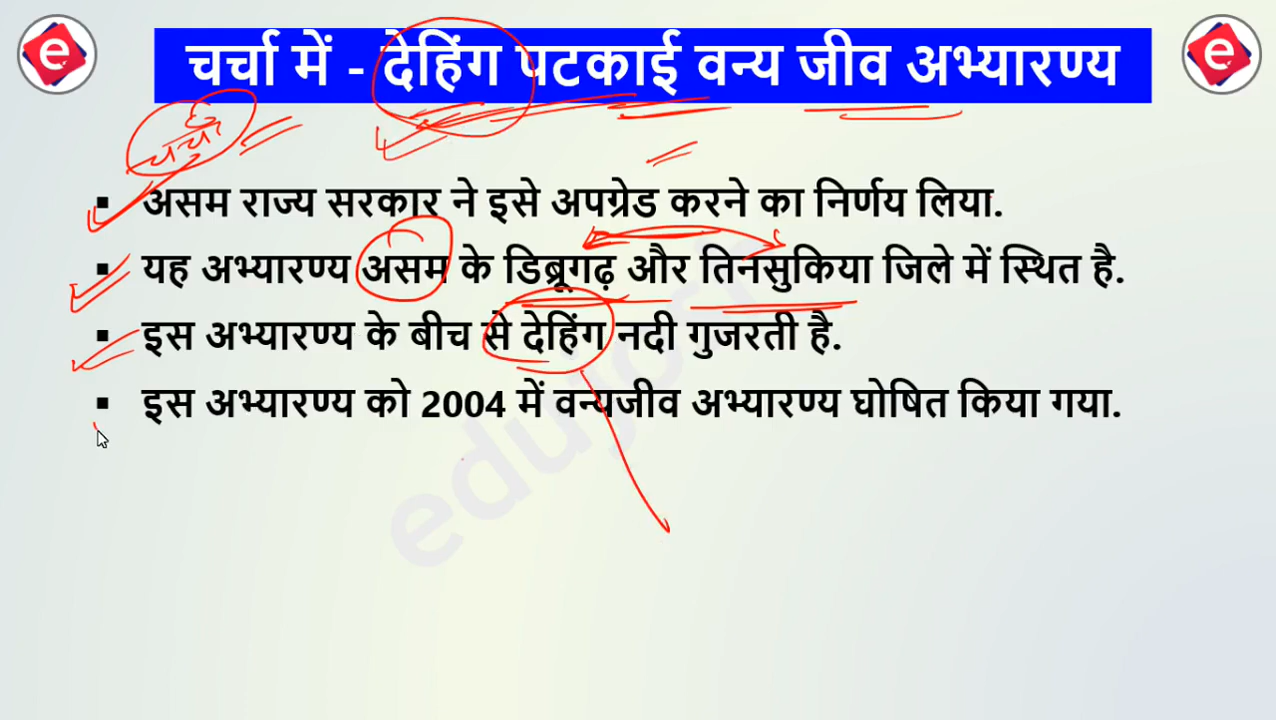 e
e
चर्चा में - देहिंग पटकाई वन्य जीव अभ्यारण्य
चर्चा
▪ असम राज्य सरकार ने इसे अपग्रेड करने का निर्णय लिया.
▪ यह अभ्यारण्य असम के डिब्रूगढ़ और तिनसुकिया जिले में स्थित है.
▪ इस अभ्यारण्य के बीच से देहिंग नदी गुजरती है.
▪ इस अभ्यारण्य को 2004 में वन्यजीव अभ्यारण्य घोषित किया गया.